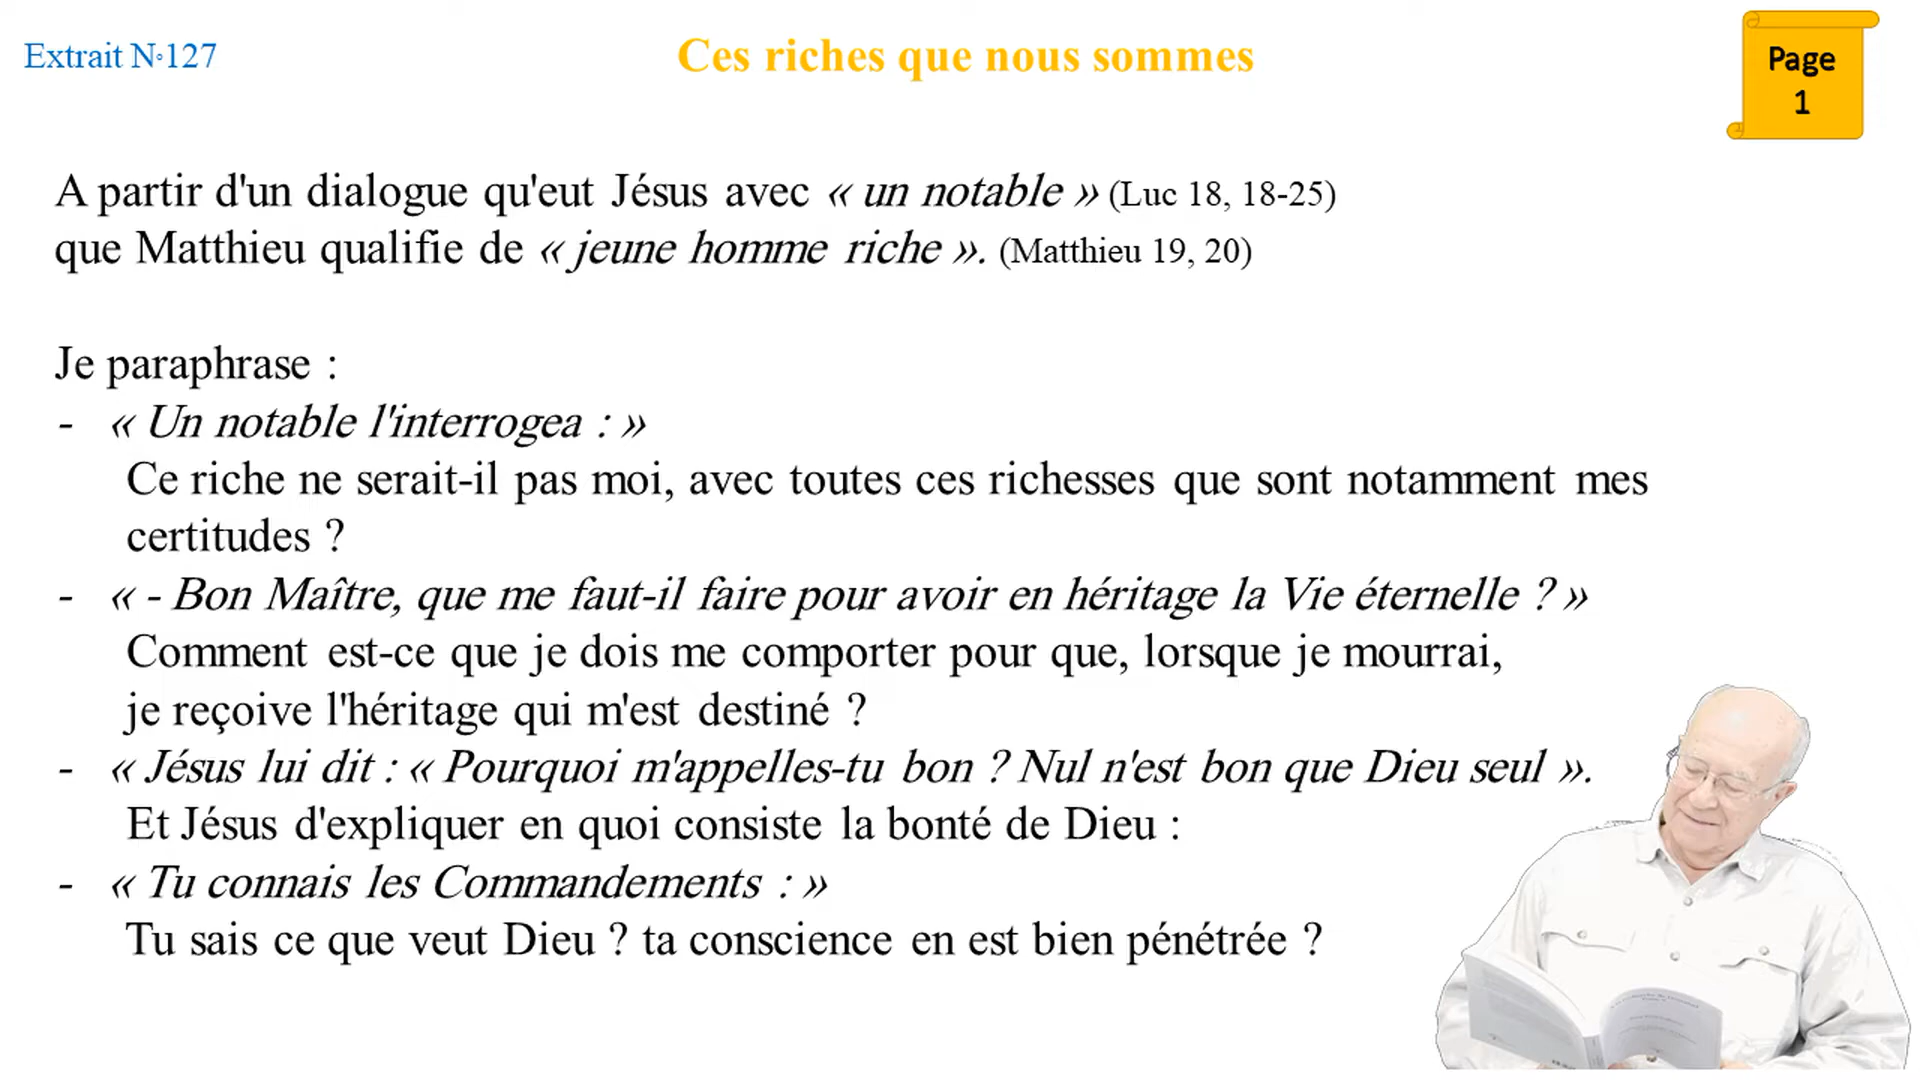 Extrait N°127
Ces riches que nous sommes
Page
1
A partir d'un dialogue qu'eut Jésus avec « un notable » (Luc 18, 18-25)
que Matthieu qualifie de « jeune homme riche ». (Matthieu 19, 20)
Je paraphrase :
- « Un notable l'interrogea : »
Ce riche ne serait-il pas moi, avec toutes ces richesses que sont notamment mes
certitudes ?
- « - Bon Maître, que me faut-il faire pour avoir en héritage la Vie éternelle ? »
Comment est-ce que je dois me comporter pour que, lorsque je mourrai,
je reçoive l'héritage qui m'est destiné ?
- « Jésus lui dit : « Pourquoi m'appelles-tu bon ? Nul n'est bon que Dieu seul ».
Et Jésus d'expliquer en quoi consiste la bonté de Dieu :
- « Tu connais les Commandements : »
Tu sais ce que veut Dieu ? ta conscience en est bien pénétrée ?